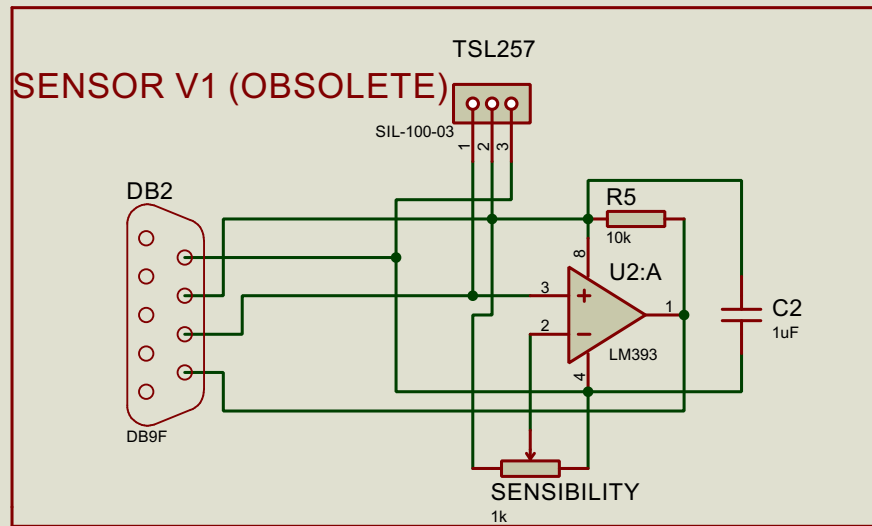 TSL257
SENSOR V1 (OBSOLETE)
SIL-100-03
1
2
3
DB2
DB9F
R5
10k
8
U2:A
3
2
1
4
LM393
C2
1uF
SENSIBILITY
1k